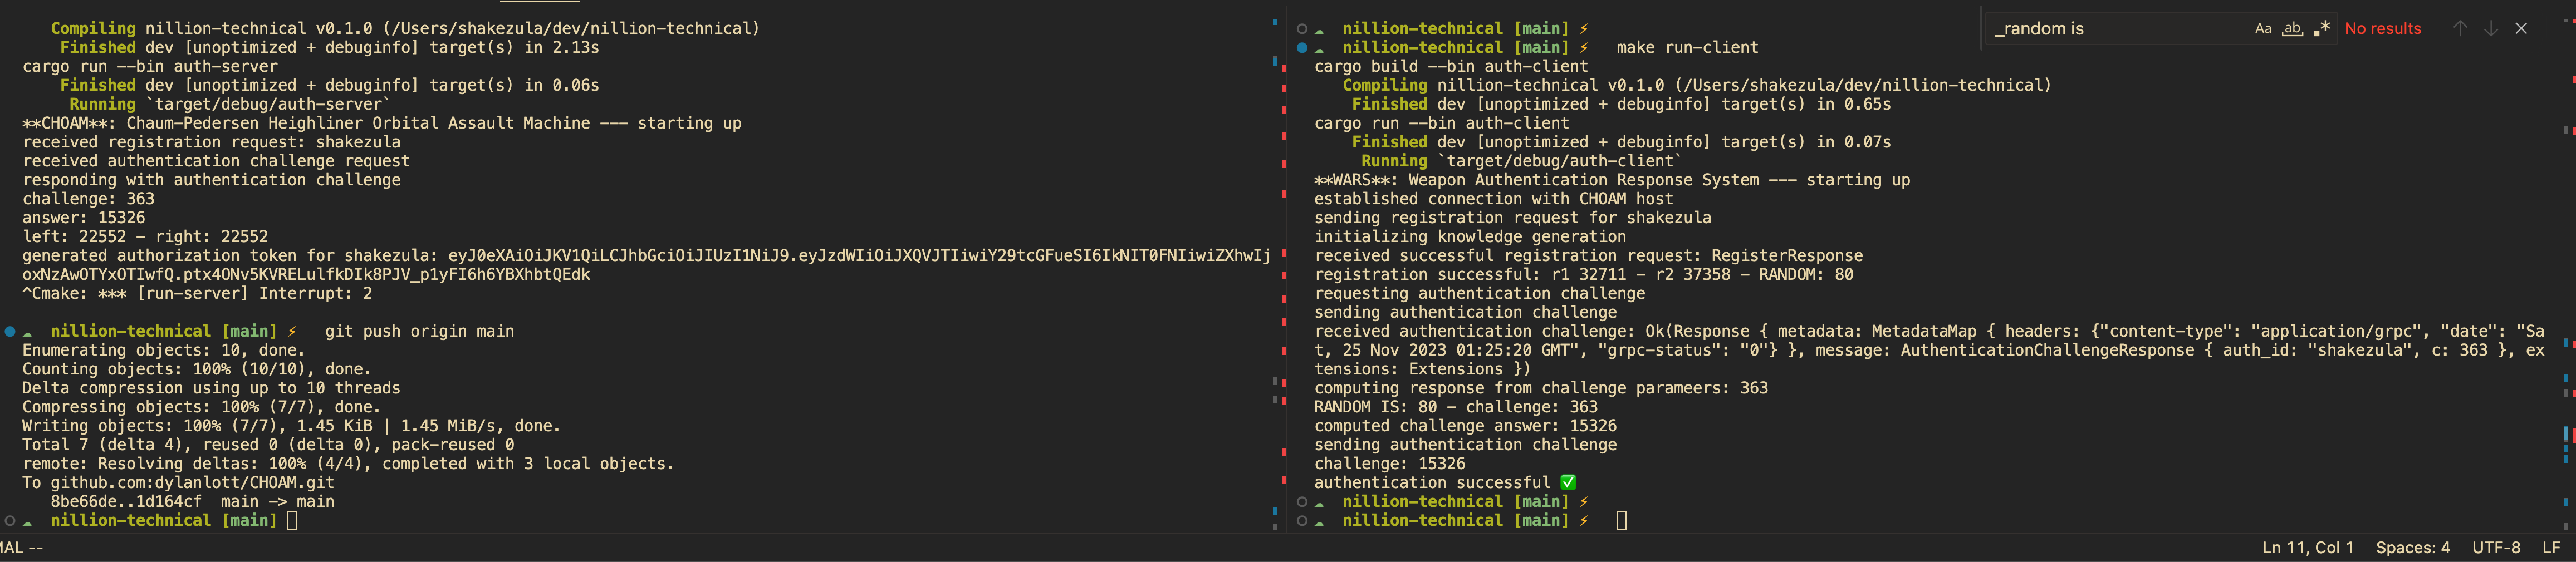 Compiling nillion-technical v0.1.0 (/Users/shakezula/dev/nillion-technical)
Finished dev [unoptimized + debuginfo] target(s) in 2.13s
cargo run --bin auth-server
Finished dev [unoptimized + debuginfo] target(s) in 0.06s
Running `target/debug/auth-server`
**CHOAM**: Chaum-Pedersen Heighliner Orbital Assault Machine --- starting up
received registration request: shakezula
received authentication challenge request
responding with authentication challenge
challenge: 363
answer: 15326
left: 22552 - right: 22552
generated authorization token for shakezula: eyJ0eXAiOiJKV1QiLCJhbGciOiJIUzI1NiJ9.eyJzdWIiOiJXQVJTIiwiY29tcGFueSI6IkNIT0FNIiwiZXhwIj
oxNzAwOTYxOTIwfQ.ptx4ONv5KVRELulfkDIk8PJV_p1yFI6h6YBXhbtQEdk
^Cmake: *** [run-server] Interrupt: 2
nillion-technical [main] ⚡ git push origin main
Enumerating objects: 10, done.
Counting objects: 100% (10/10), done.
Delta compression using up to 10 threads
Compressing objects: 100% (7/7), done.
Writing objects: 100% (7/7), 1.45 KiB | 1.45 MiB/s, done.
Total 7 (delta 4), reused 0 (delta 0), pack-reused 0
remote: Resolving deltas: 100% (4/4), completed with 3 local objects.
To github.com:dylanlott/CHOAM.git
8be66de..1d164cf main -> main
nillion-technical [main]
nillion-technical [main] ⚡
nillion-technical [main] ⚡ make run-client
cargo build --bin auth-client
Compiling nillion-technical v0.1.0 (/Users/shakezula/dev/nillion-technical)
Finished dev [unoptimized + debuginfo] target(s) in 0.65s
cargo run --bin auth-client
Finished dev [unoptimized + debuginfo] target(s) in 0.07s
Running `target/debug/auth-client`
**WARS**: Weapon Authentication Response System --- starting up
established connection with CHOAM host
sending registration request for shakezula
initializing knowledge generation
received successful registration request: RegisterResponse
registration successful: r1 32711 - r2 37358 - RANDOM: 80
requesting authentication challenge
sending authentication challenge
received authentication challenge: Ok(Response { metadata: MetadataMap { headers: {"content-type": "application/grpc", "date": "Sa
t, 25 Nov 2023 01:25:20 GMT", "grpc-status": "0"} }, message: AuthenticationChallengeResponse { auth_id: "shakezula", c: 363 }, ex
tensions: Extensions })
computing response from challenge parameers: 363
RANDOM IS: 80 - challenge: 363
computed challenge answer: 15326
sending authentication challenge
challenge: 15326
authentication successful ✅
nillion-technical [main] ⚡
nillion-technical [main] ⚡
_random is Aa ab .* No results
MAL -- Ln 11, Col 1 Spaces: 4 UTF-8 LF